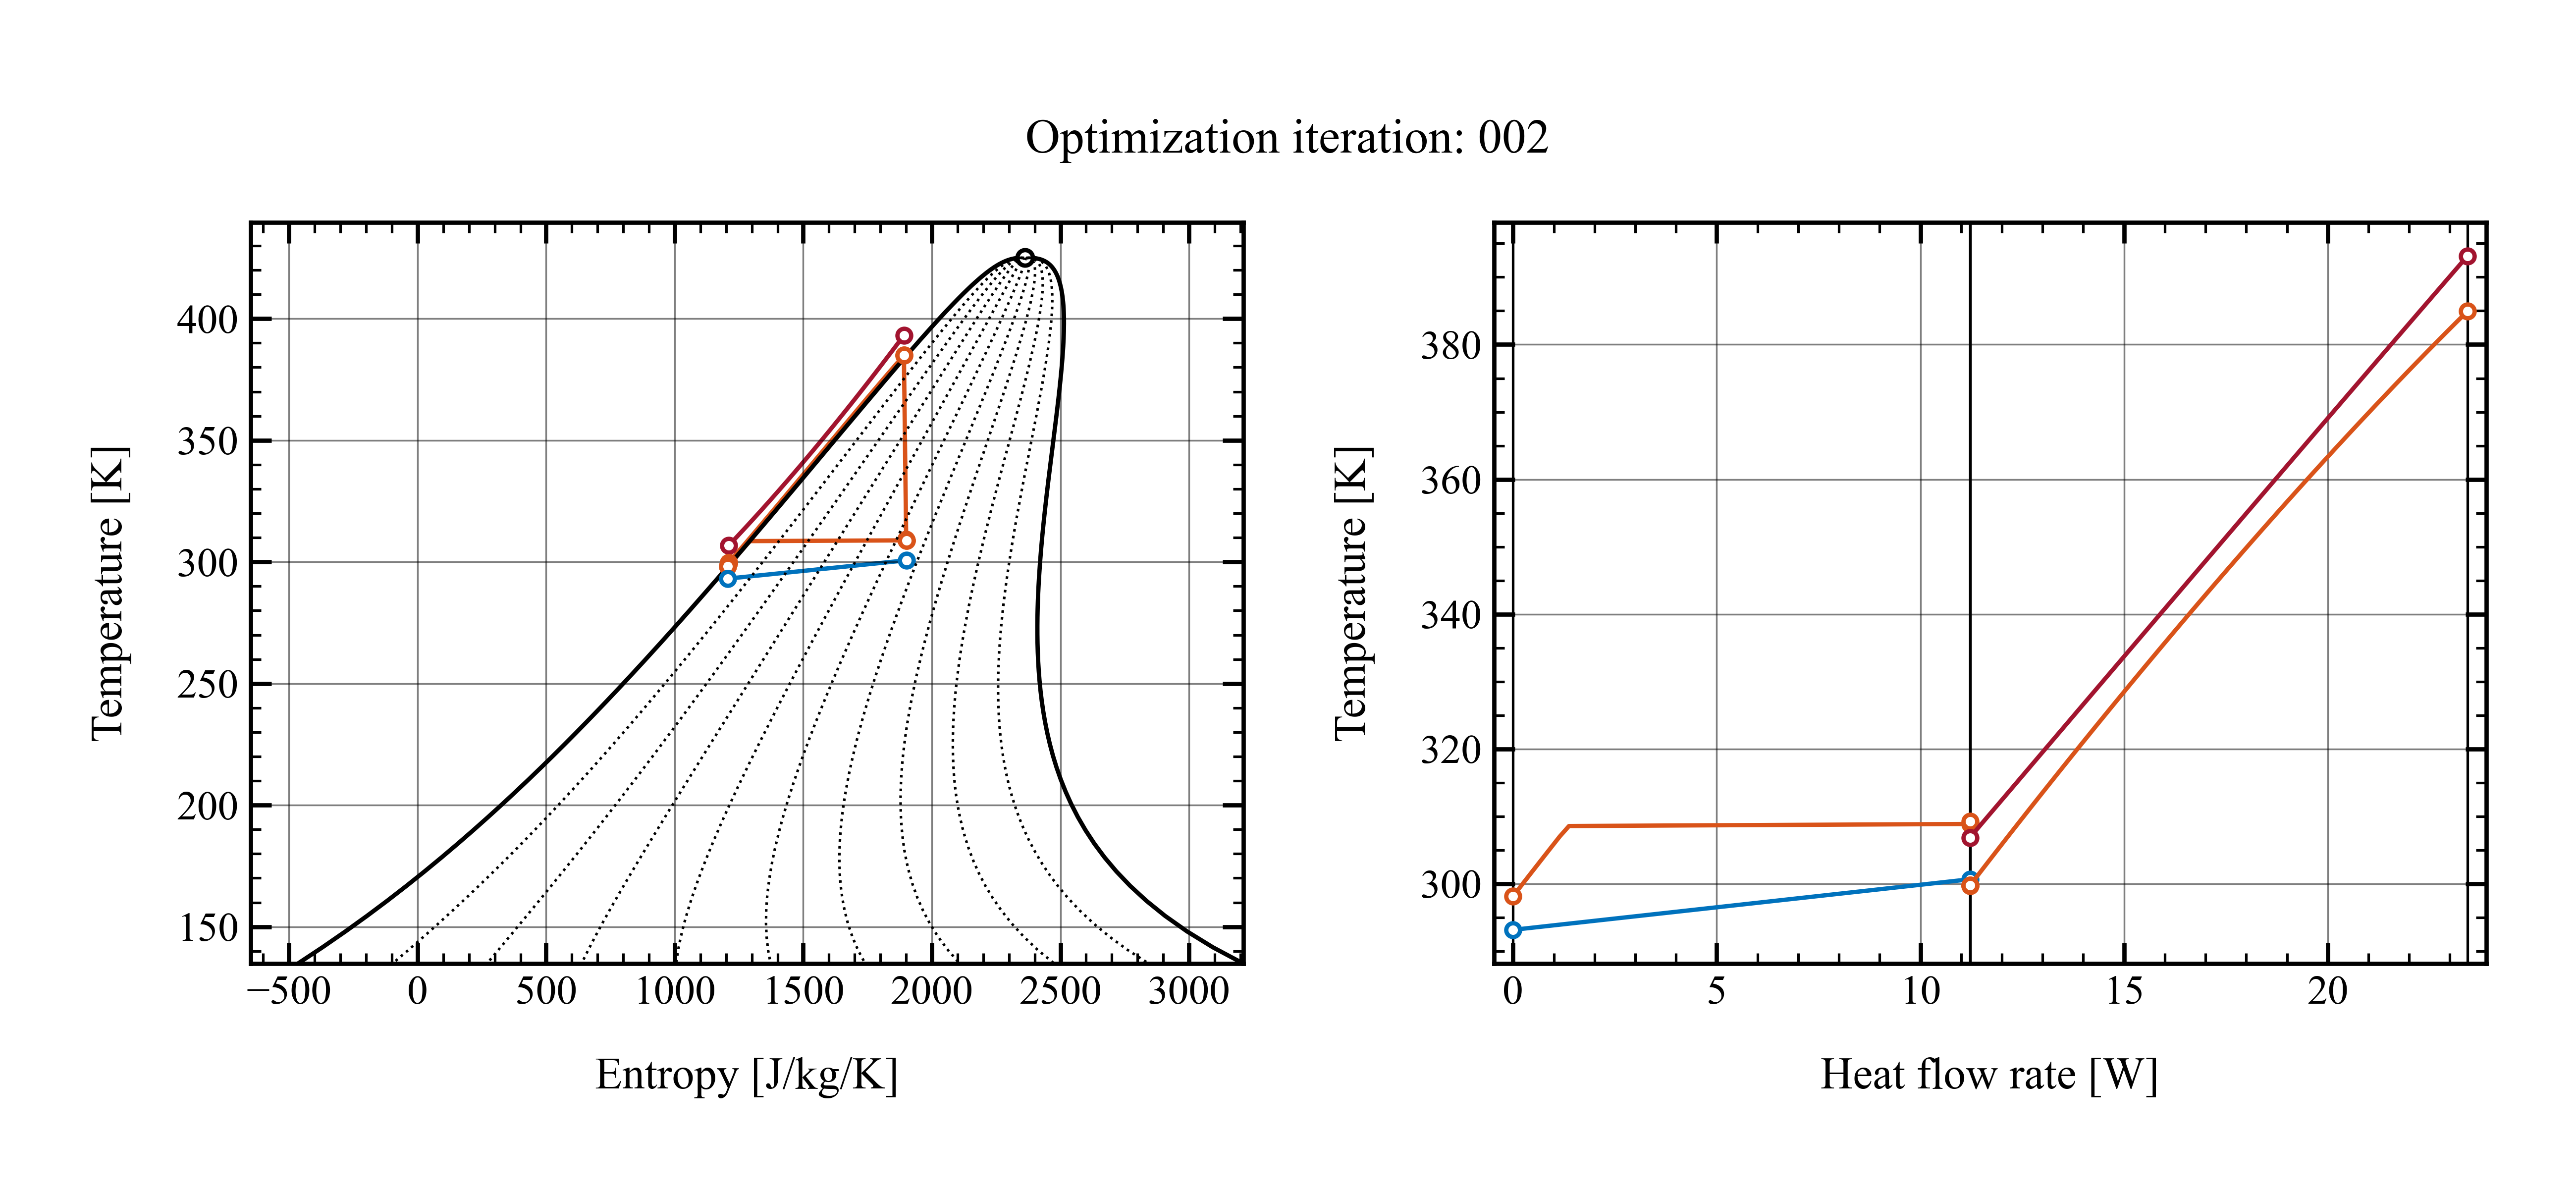 Optimization iteration: 002
Temperature [K]
400
350
300
250
200
150
−500 0 500 1000 1500 2000 2500 3000
Entropy [J/kg/K]
Temperature [K]
380
360
340
320
300
0 5 10 15 20
Heat flow rate [W]